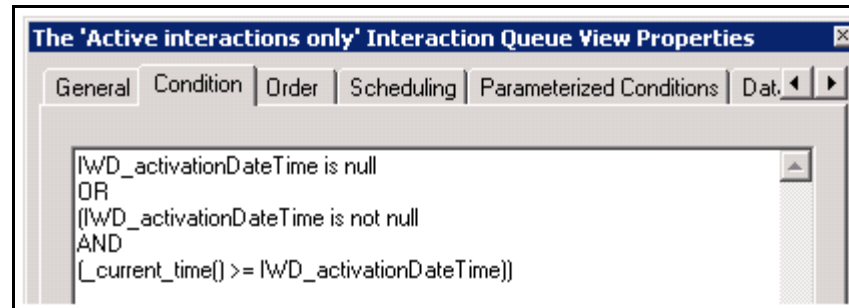 The 'Active interactions only' Interaction Queue View Properties
General Condition Order Scheduling Parameterized Conditions Dat
IWD_activationDateTime is null
OR
(IWD_activationDateTime is not null
AND
(_current_time() >= IWD_activationDateTime))